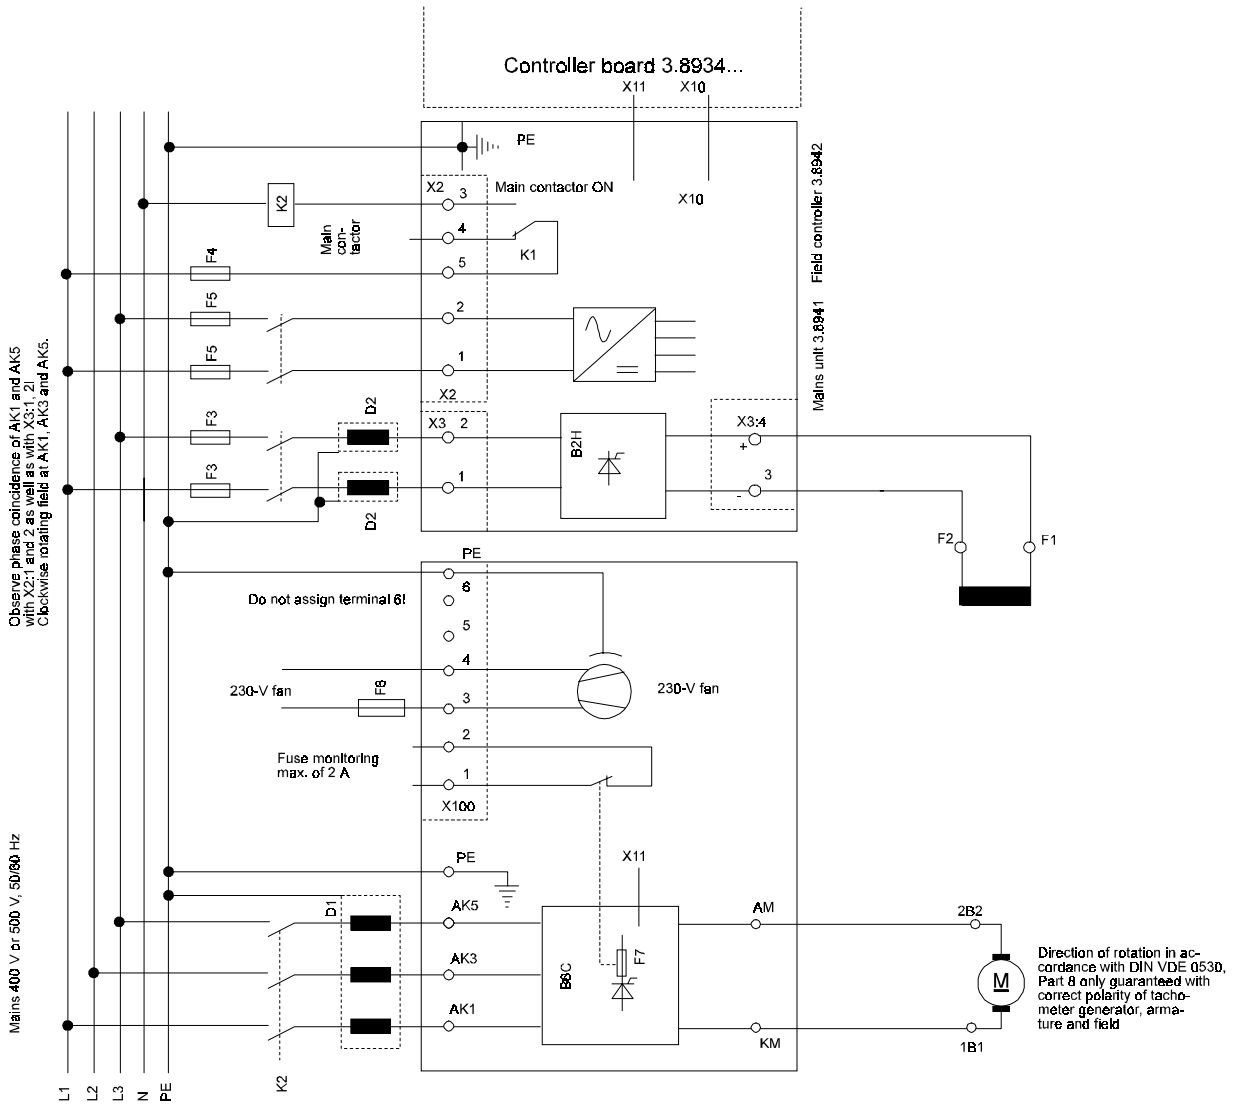 Controller board 3.8934...
X11
X10
PE
X2
3
Main contactor ON
X10
K2
Main
con-
tactor
4
K1
F4
5
F5
2
F5
1
X2
Mains unit 3.8941
Field controller 3.8942
D2
F3
X3
2
B2H
X3:4
+
F3
1
3
-
D2
F2
F1
Observe phase coincidence of AK1 and AK5
with X2:1 and 2 as well as with X3:1, 2!
Clockwise rotating field at AK1, AK3 and AK5.
PE
6
Do not assign terminal 6!
5
4
230-V fan
F8
3
230-V fan
2
Fuse monitoring
max. of 2 A
1
X100
PE
X11
D1
AK5
AM
2B2
AK3
B6C
F7
M
AK1
KM
1B1
Direction of rotation in ac-
cordance with DIN VDE 0530,
Part 8 only guaranteed with
correct polarity of tacho-
meter generator, arma-
ture and field
Mains 400 V or 500 V, 50/60 Hz
K2
L1
L2
L3
N
PE